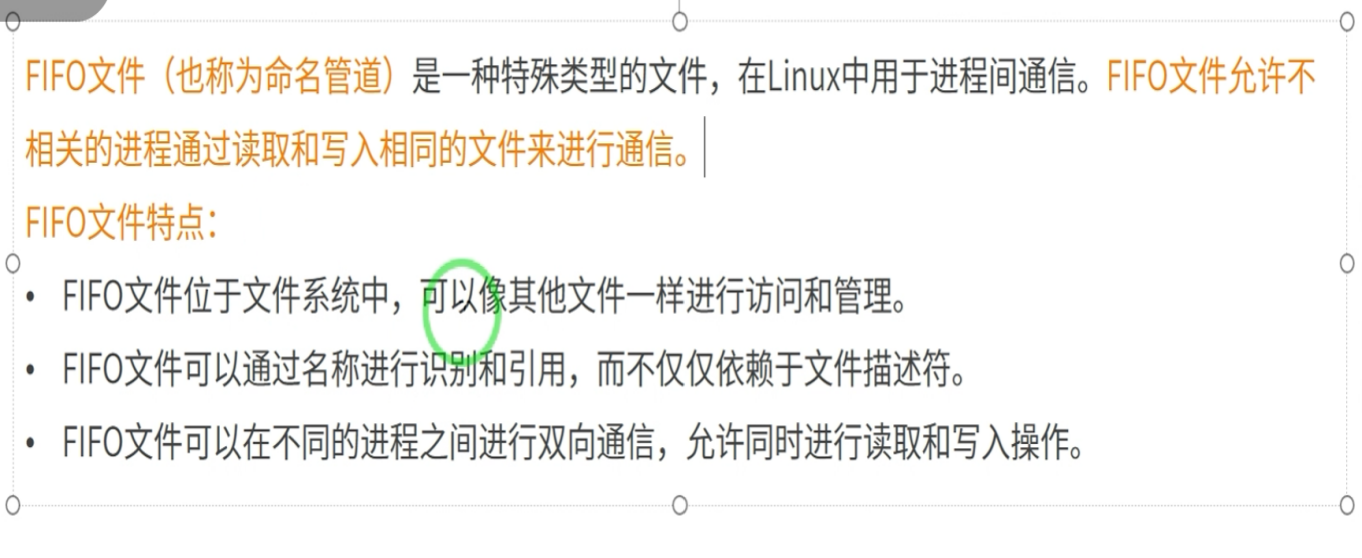 FIFO文件（也称为命名管道）是一种特殊类型的文件，在Linux中用于进程间通信。FIFO文件允许不
相关的进程通过读取和写入相同的文件来进行通信。
FIFO文件特点：
• FIFO文件位于文件系统中，可以像其他文件一样进行访问和管理。
• FIFO文件可以通过名称进行识别和引用，而不仅仅依赖于文件描述符。
• FIFO文件可以在不同的进程之间进行双向通信，允许同时进行读取和写入操作。